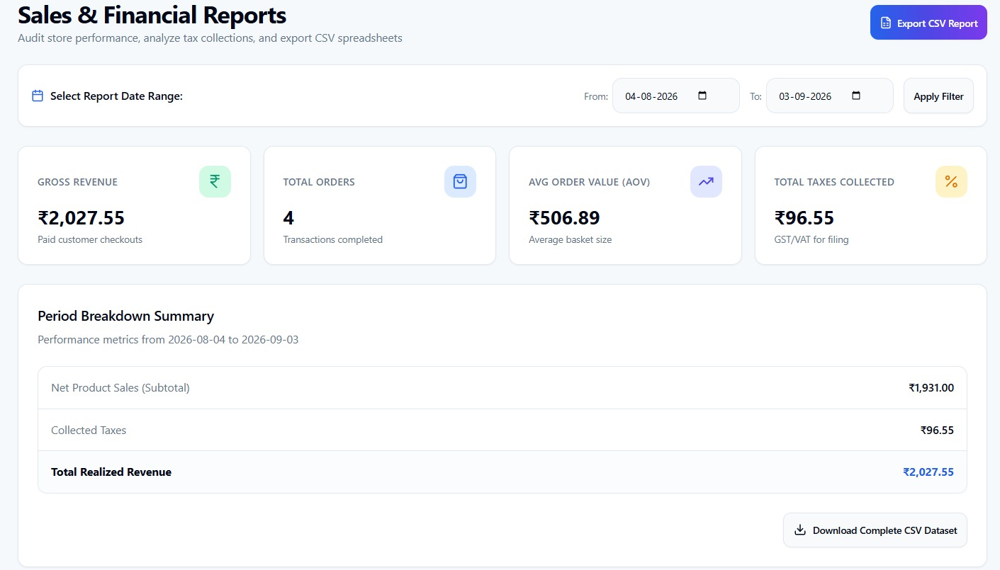 Sales & Financial Reports
Audit store performance, analyze tax collections, and export CSV spreadsheets
Export CSV Report
Select Report Date Range:
From: 04-08-2026 To: 03-09-2026 Apply Filter
GROSS REVENUE
₹2,027.55
Paid customer checkouts
TOTAL ORDERS
4
Transactions completed
AVG ORDER VALUE (AOV)
₹506.89
Average basket size
TOTAL TAXES COLLECTED
₹96.55
GST/VAT for filing
Period Breakdown Summary
Performance metrics from 2026-08-04 to 2026-09-03
Net Product Sales (Subtotal) ₹1,931.00
Collected Taxes ₹96.55
Total Realized Revenue ₹2,027.55
Download Complete CSV Dataset